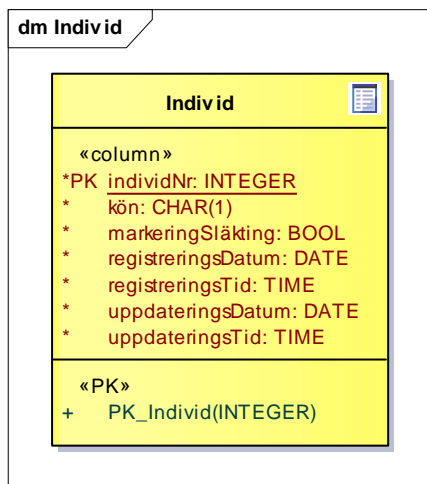 dm Individ
Individ
«column»
*PK individNr: INTEGER
* kön: CHAR(1)
* markeringSläkting: BOOL
* registreringsDatum: DATE
* registreringsTid: TIME
* uppdateringsDatum: DATE
* uppdateringsTid: TIME
«PK»
+ PK_Individ(INTEGER)